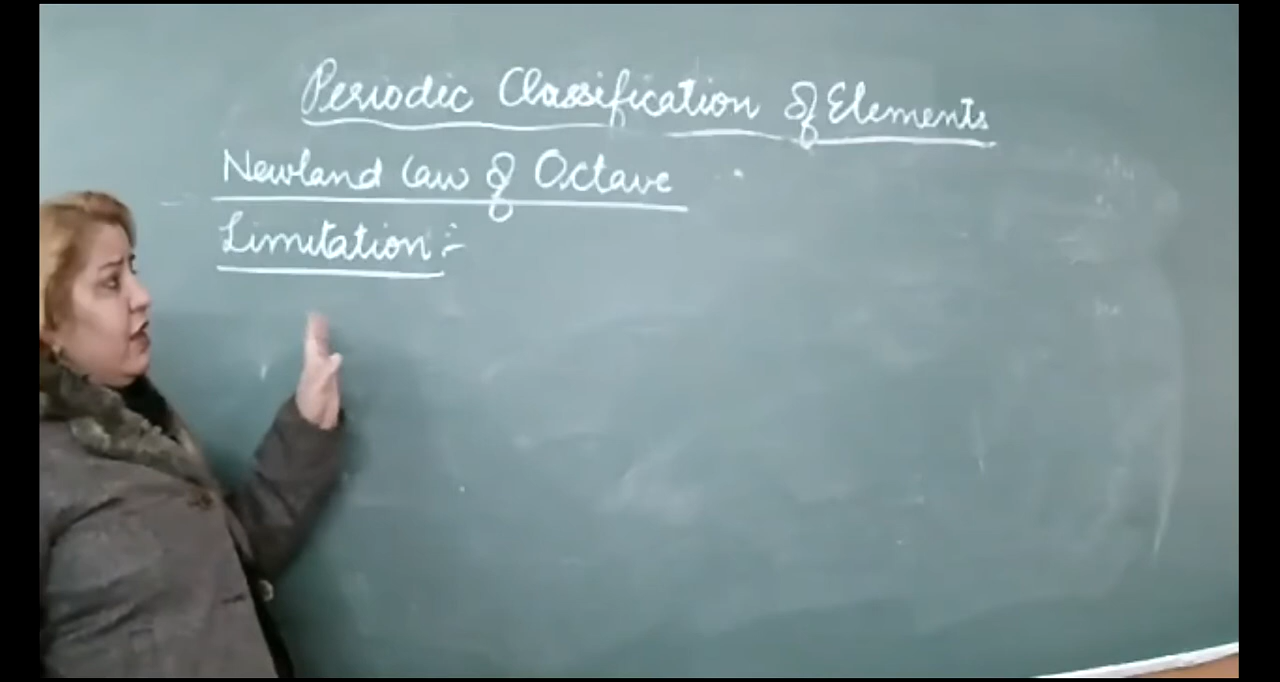 Periodic Classification of Elements
Newland Law of Octave
Limitation :-